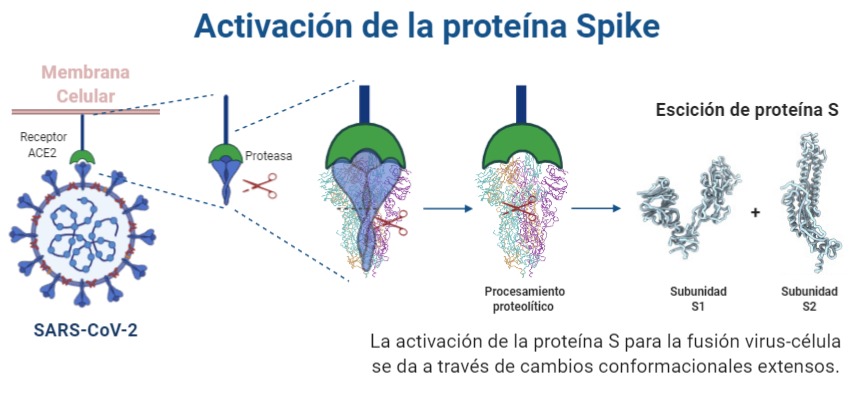 Activación de la proteína Spike
Membrana
Celular
Receptor
ACE2
Proteasa
Escición de proteína S
+
Procesamiento
proteolítico
Subunidad
S1
Subunidad
S2
SARS-CoV-2
La activación de la proteína S para la fusión virus-célula
se da a través de cambios conformacionales extensos.